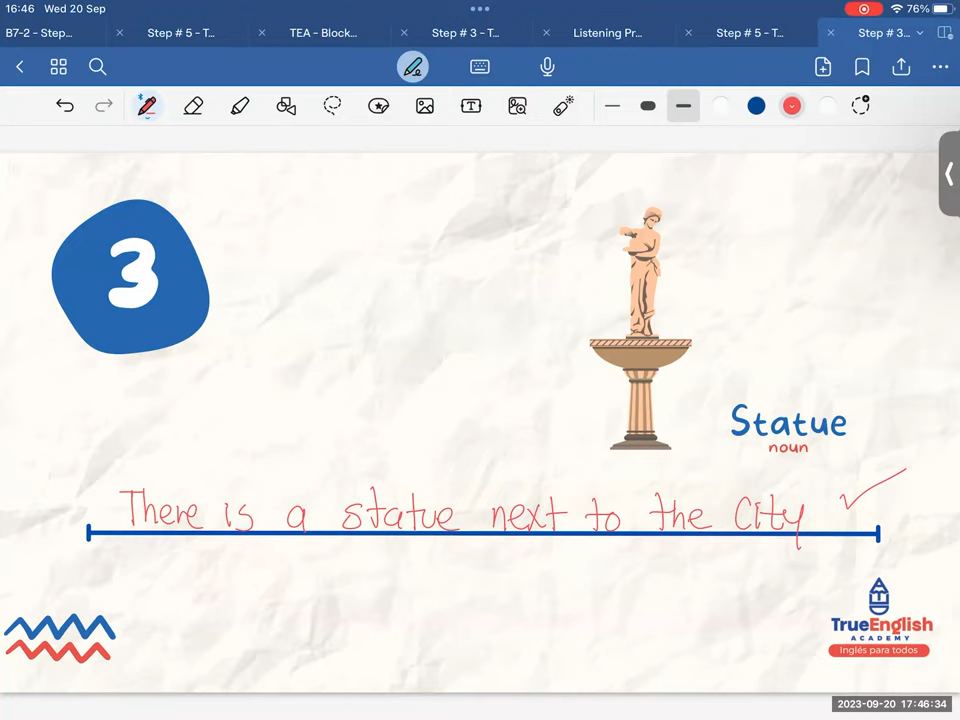 16:46 Wed 20 Sep
76%
B7-2 - Step...
Step # 5 - T...
TEA - Block...
Step # 3 - T...
Listening Pr...
Step # 5 - T...
Step # 3...
T
3
Statue
noun
There is a statue next to the City
TrueEnglish
ACADEMY
Inglés para todos
2023-09-20 17:46:34